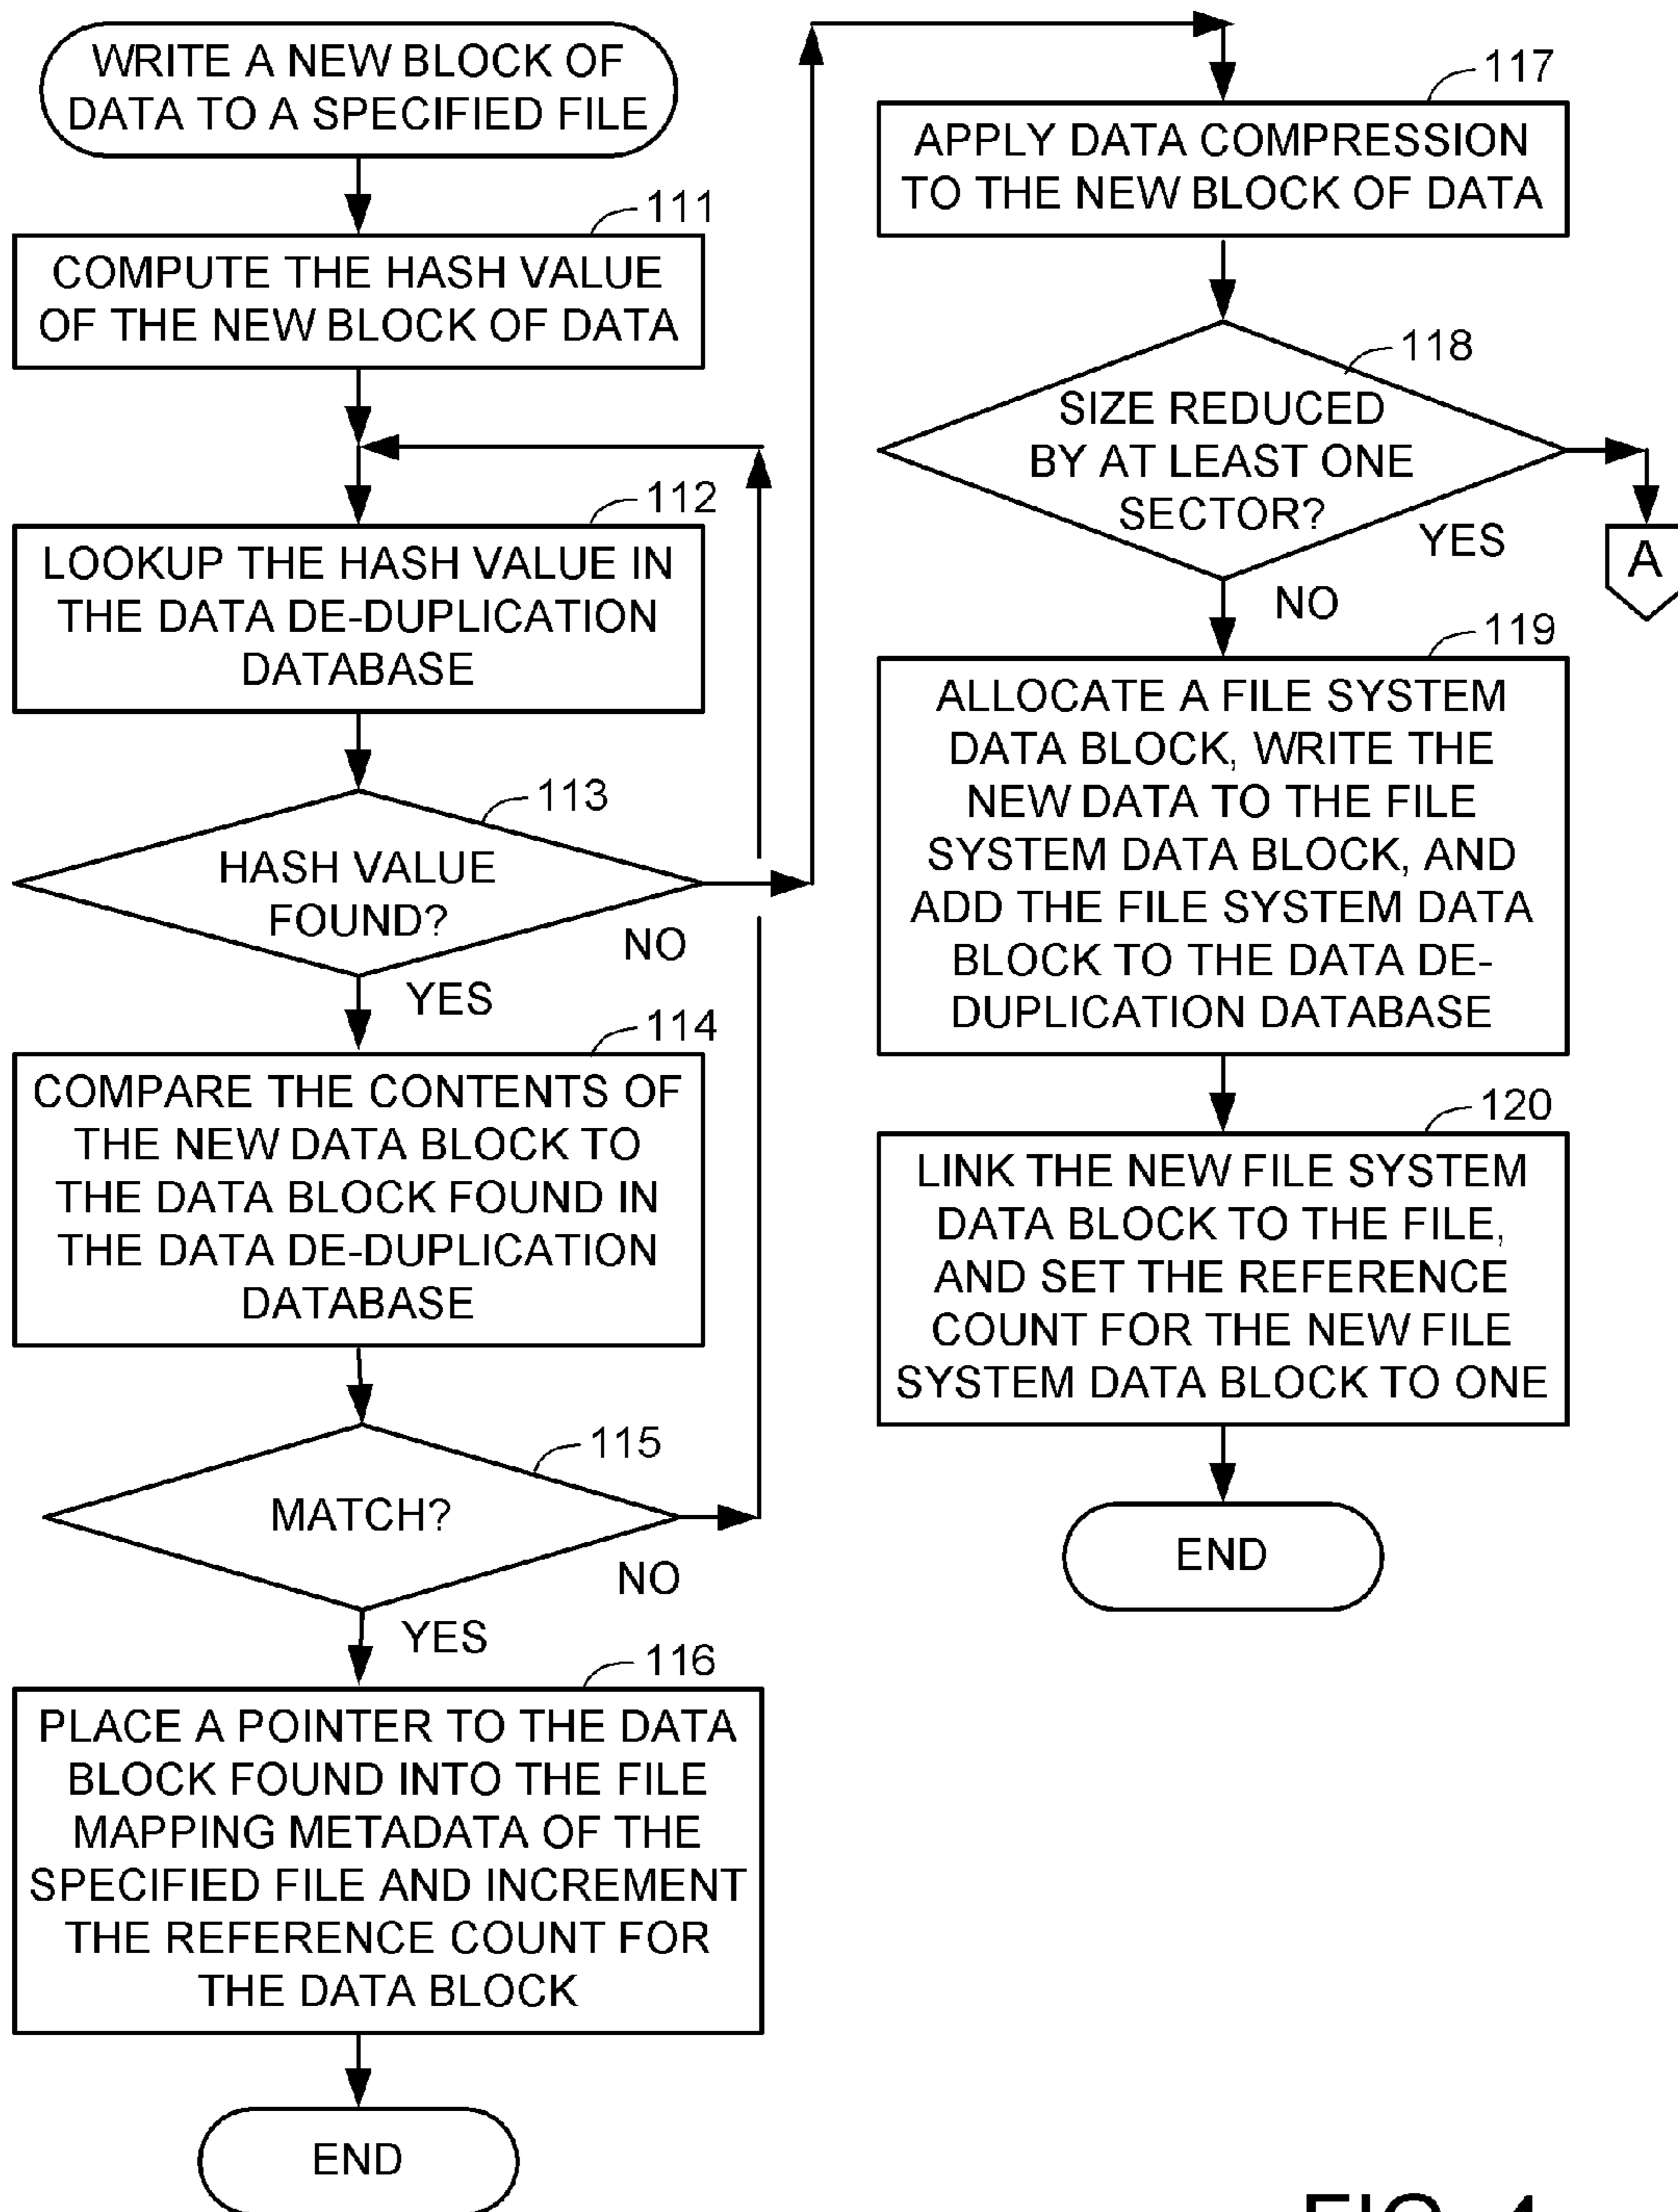 WRITE A NEW BLOCK OF
DATA TO A SPECIFIED FILE
111
COMPUTE THE HASH VALUE
OF THE NEW BLOCK OF DATA
112
LOOKUP THE HASH VALUE IN
THE DATA DE-DUPLICATION
DATABASE
113
HASH VALUE
FOUND?
NO
YES
114
COMPARE THE CONTENTS OF
THE NEW DATA BLOCK TO
THE DATA BLOCK FOUND IN
THE DATA DE-DUPLICATION
DATABASE
115
MATCH?
NO
YES
116
PLACE A POINTER TO THE DATA
BLOCK FOUND INTO THE FILE
MAPPING METADATA OF THE
SPECIFIED FILE AND INCREMENT
THE REFERENCE COUNT FOR
THE DATA BLOCK
END
117
APPLY DATA COMPRESSION
TO THE NEW BLOCK OF DATA
118
SIZE REDUCED
BY AT LEAST ONE
SECTOR?
YES
A
NO
119
ALLOCATE A FILE SYSTEM
DATA BLOCK, WRITE THE
NEW DATA TO THE FILE
SYSTEM DATA BLOCK, AND
ADD THE FILE SYSTEM DATA
BLOCK TO THE DATA DE-
DUPLICATION DATABASE
120
LINK THE NEW FILE SYSTEM
DATA BLOCK TO THE FILE,
AND SET THE REFERENCE
COUNT FOR THE NEW FILE
SYSTEM DATA BLOCK TO ONE
END